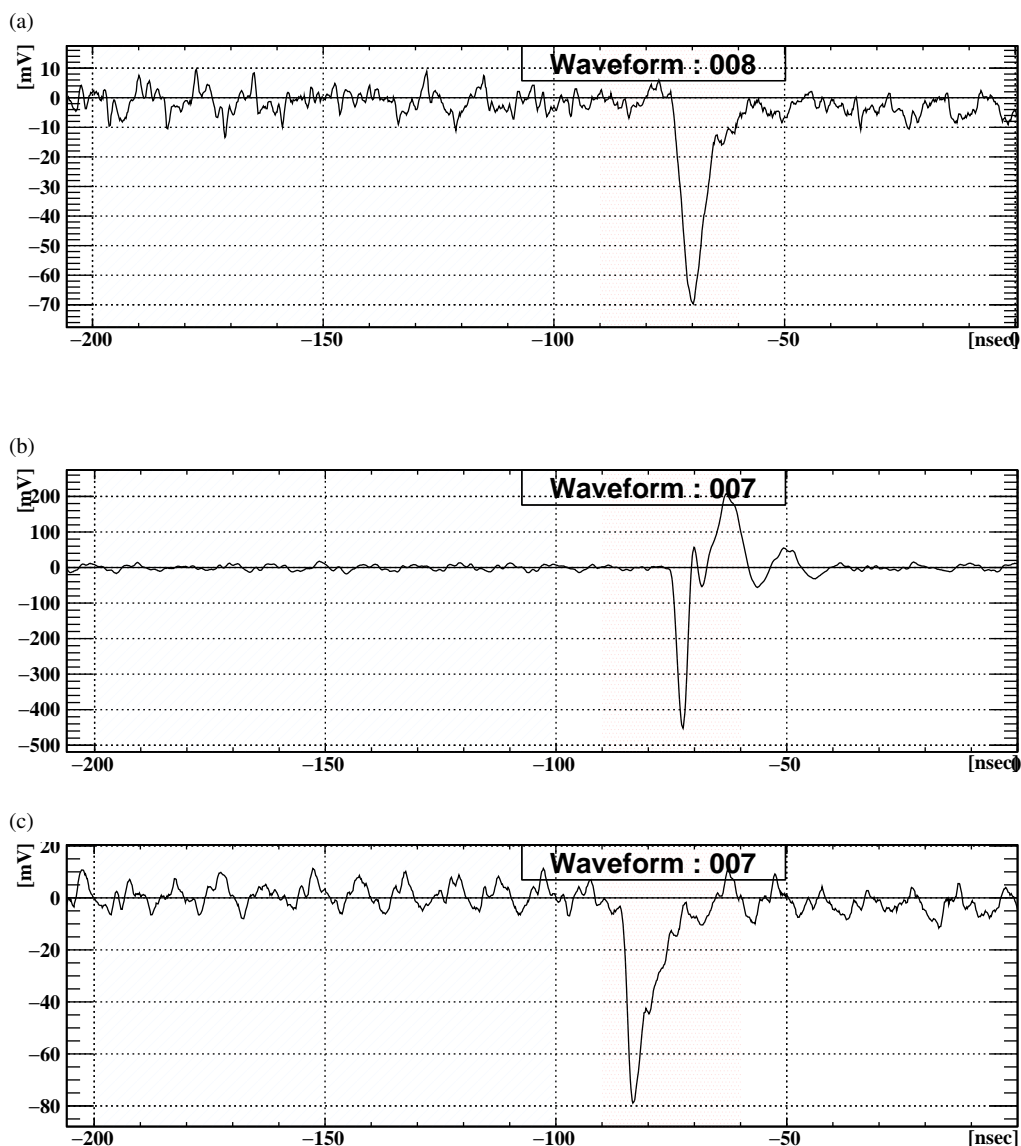 (a)
[mV]
Waveform : 008
10
0
−10
−20
−30
−40
−50
−60
−70
−200 −150 −100 −50 0
[nsec]
(b)
[mV]
Waveform : 007
200
100
0
−100
−200
−300
−400
−500
−200 −150 −100 −50 0
[nsec]
(c)
[mV]
Waveform : 007
20
0
−20
−40
−60
−80
−200 −150 −100 −50 0
[nsec]